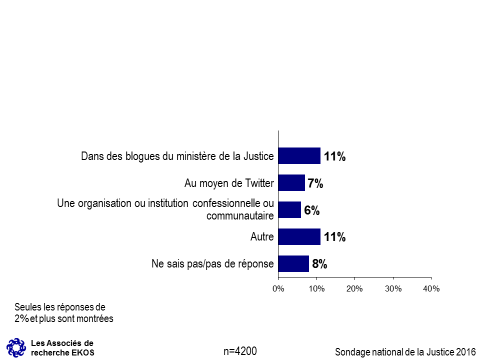 Dans des blogues du ministère de la Justice 11%
Au moyen de Twitter 7%
Une organisation ou institution confessionnelle ou
communautaire 6%
Autre 11%
Ne sais pas/pas de réponse 8%
0% 10% 20% 30% 40%
Seules les réponses de
2% et plus sont montrées
Les Associés de
recherche EKOS
n=4200
Sondage national de la Justice 2016